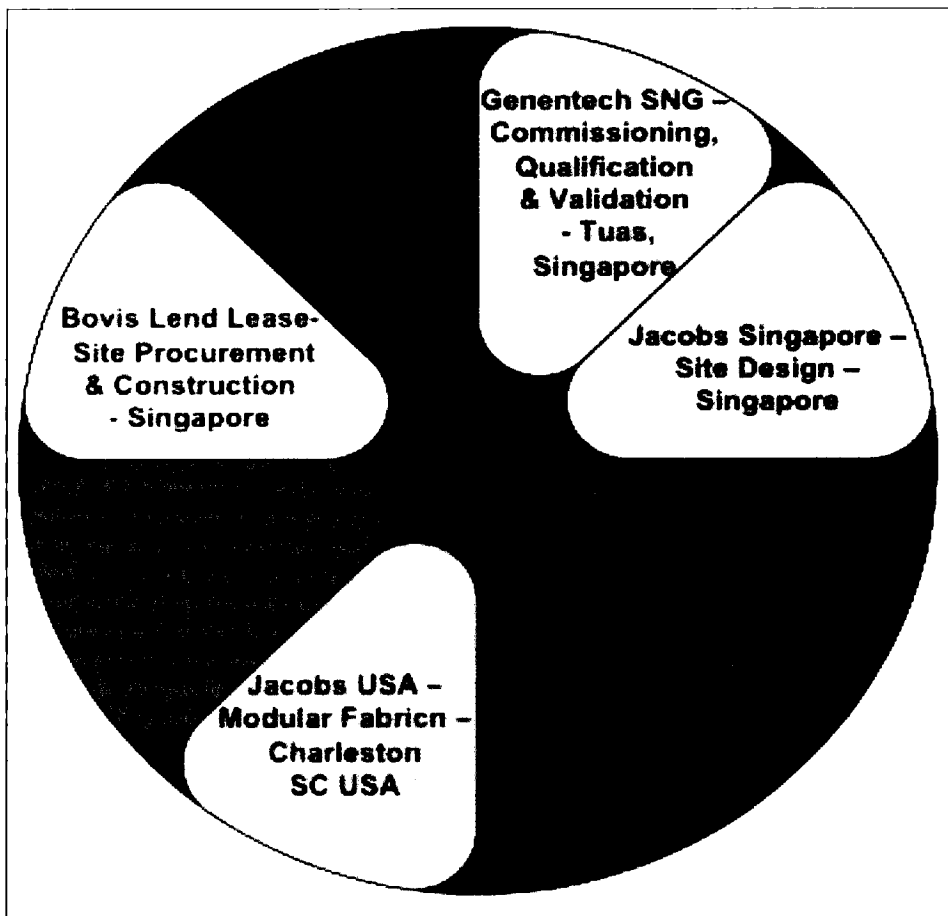 Genentech SNG –
Commissioning,
Qualification
& Validation
- Tuas,
Singapore
Jacobs Singapore –
Site Design –
Singapore
Bovis Lend Lease-
Site Procurement
& Construction
- Singapore
Jacobs USA –
Modular Fabricn –
Charleston
SC USA